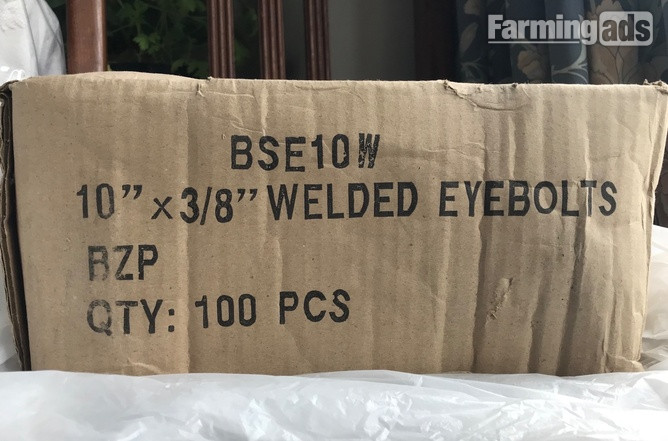 Farmingads
BSE10W
10” x 3/8” WELDED EYEBOLTS
BZP
QTY: 100 PCS